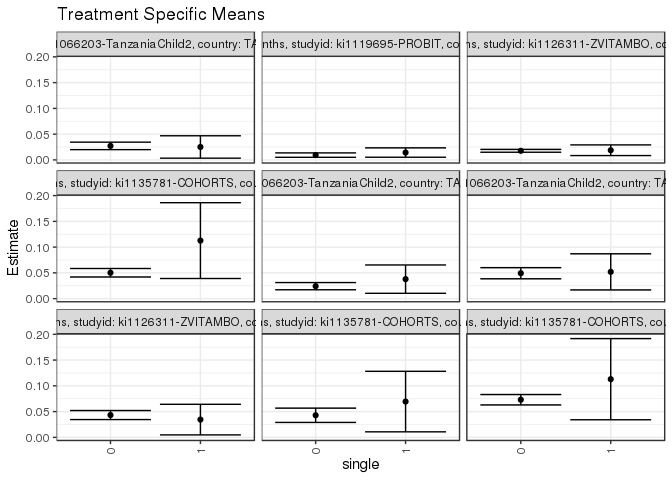 Treatment Specific Means
1066203-TanzaniaChild2, country: TA
nths, studyid: ki1119695-PROBIT, co
ns, studyid: ki1126311-ZVITAMBO, co
0.20
0.15
0.10
0.05
0.00
ns, studyid: ki1135781-COHORTS, co
1066203-TanzaniaChild2, country: TA
1066203-TanzaniaChild2, country: TA
0.20
0.15
0.10
0.05
0.00
ns, studyid: ki1126311-ZVITAMBO, co
ns, studyid: ki1135781-COHORTS, co
ns, studyid: ki1135781-COHORTS, co
0.20
0.15
0.10
0.05
0.00
Estimate
0 1 0 1 0 1
single